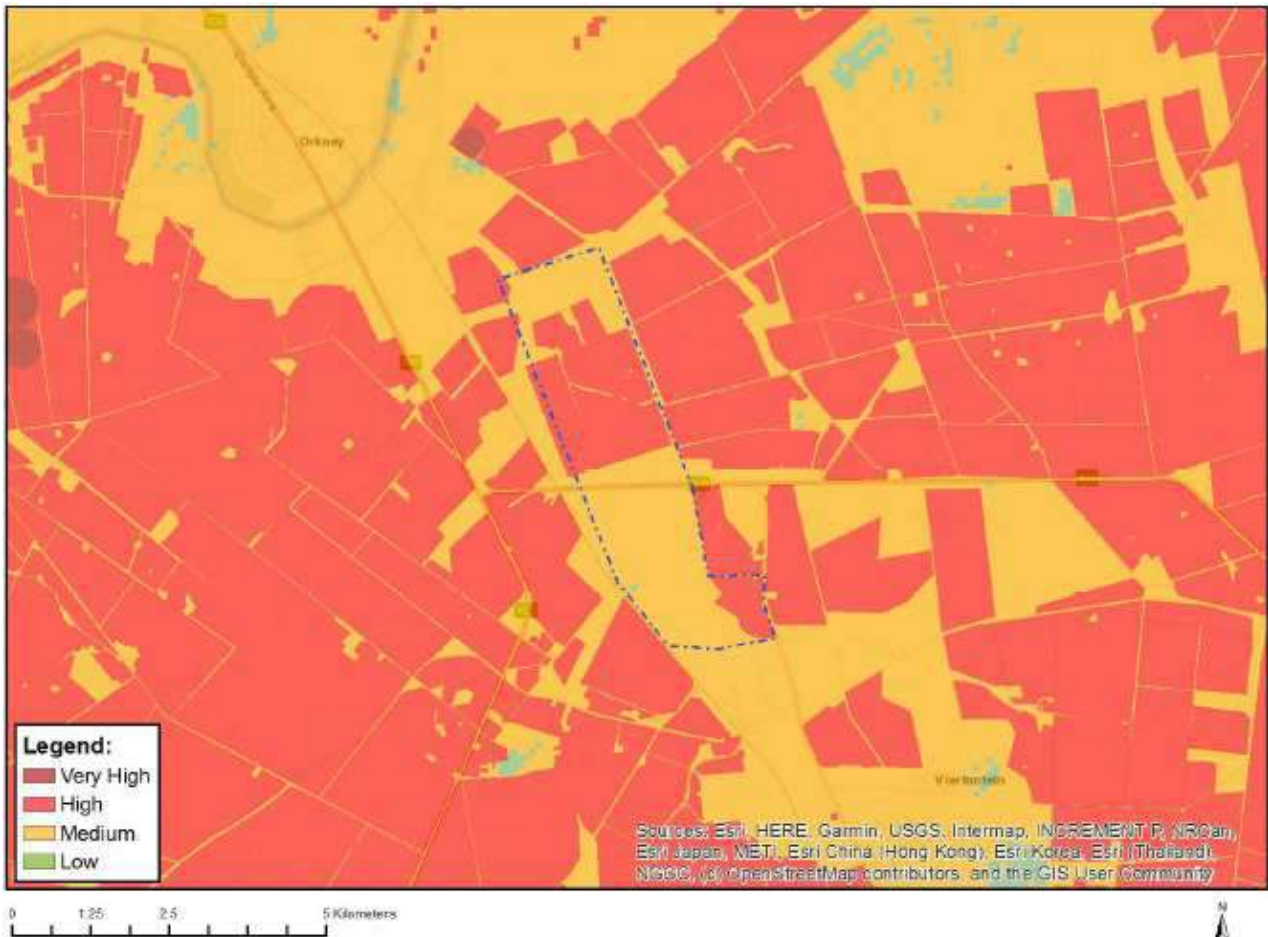 Orkney
Legend:
Very High
High
Medium
Low
Sources: Esri, HERE, Garmin, USGS, Intermap, INCREMENT P, NRCan,
Esri Japan, METI, Esri China (Hong Kong), Esri Korea, Esri (Thailand),
NGCC, (c) OpenStreetMap contributors, and the GIS User Community
0 1.25 2.5 5 Kilometers
N